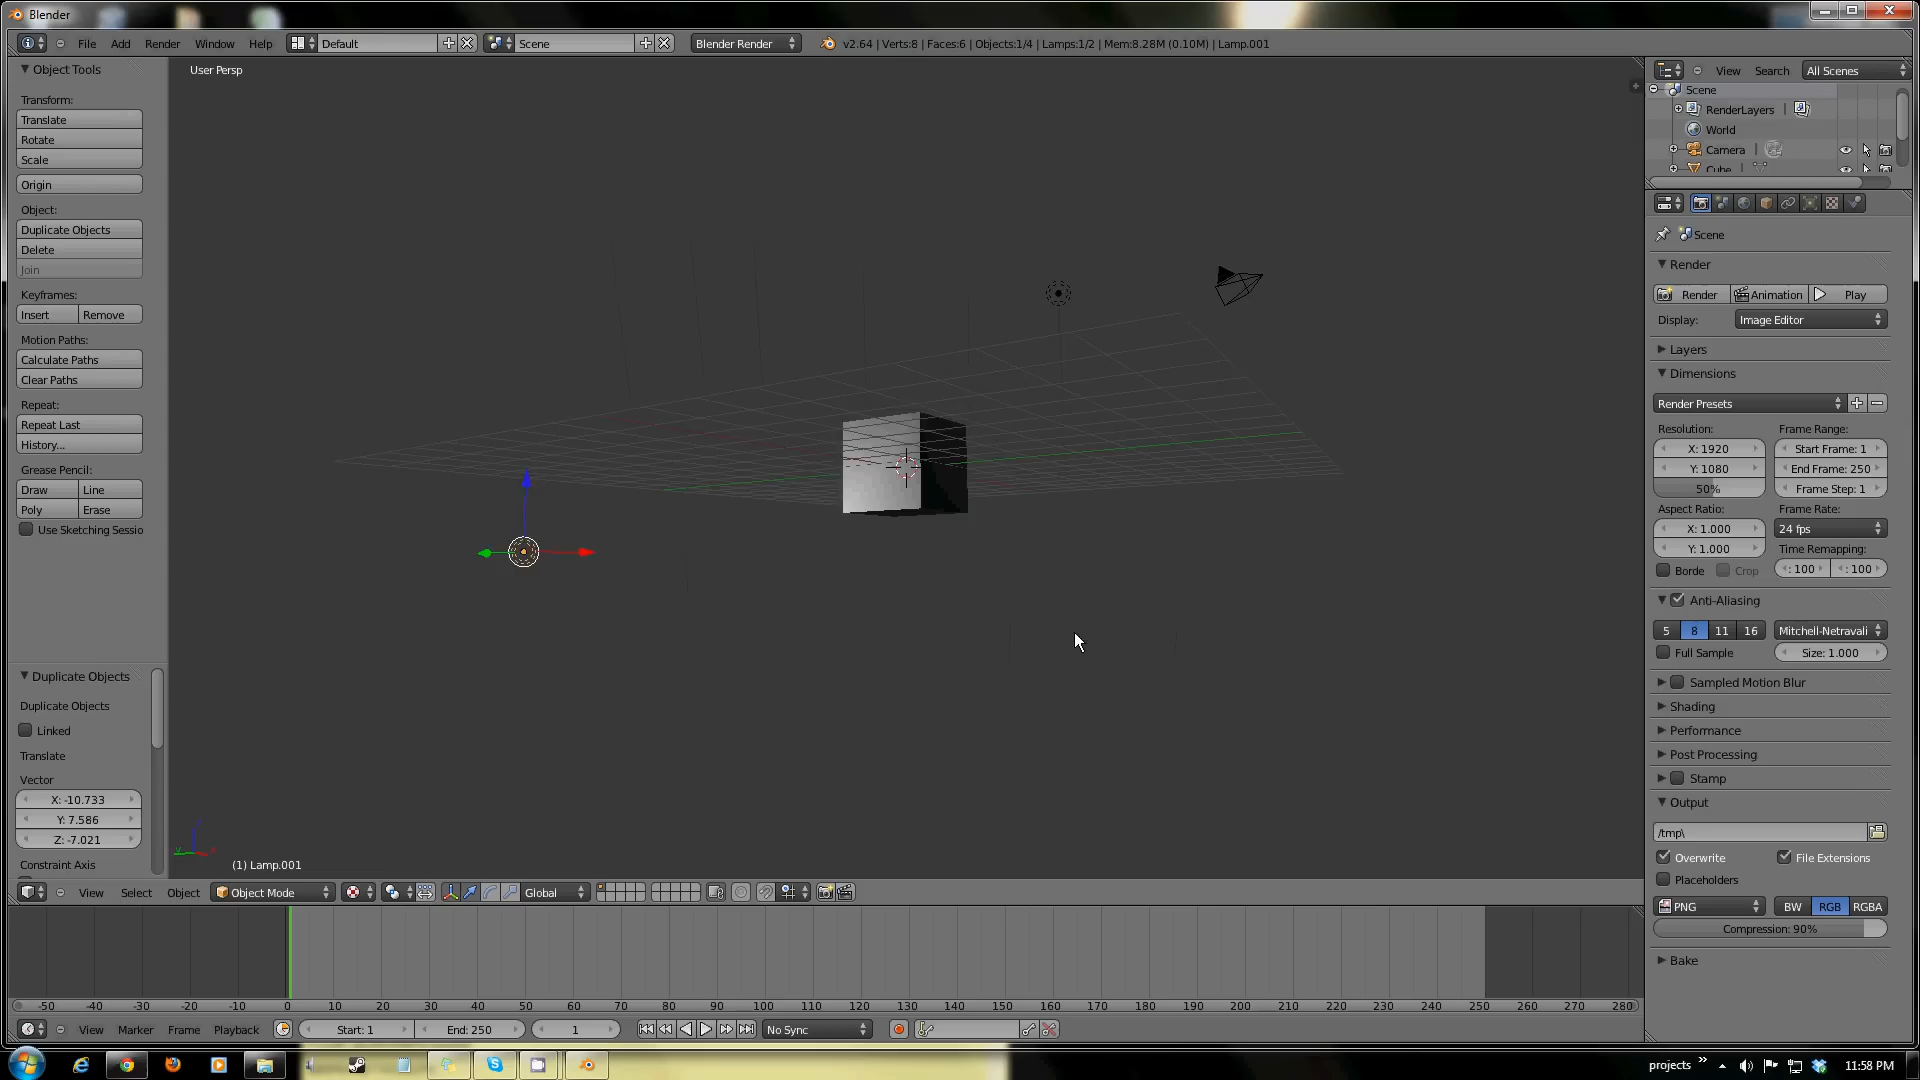 Blender
File Add Render Window Help Default Scene Blender Render v2.64 | Verts:8 | Faces:6 | Objects:1/4 | Lamps:1/2 | Mem:8.28M (0.10M) | Lamp.001
Object Tools
Transform:
Translate
Rotate
Scale
Origin
Object:
Duplicate Objects
Delete
Join
Keyframes:
Insert Remove
Motion Paths:
Calculate Paths
Clear Paths
Repeat:
Repeat Last
History...
Grease Pencil:
Draw Line
Poly Erase
Use Sketching Sessio
Duplicate Objects
Duplicate Objects
Linked
Translate
Vector
X: -10.733
Y: 7.586
Z: -7.021
Constraint Axis
User Persp
(1) Lamp.001
View Select Object Object Mode Global
-50 -40 -30 -20 -10 0 10 20 30 40 50 60 70 80 90 100 110 120 130 140 150 160 170 180 190 200 210 220 230 240 250 260 270 280
View Marker Frame Playback Start: 1 End: 250 1 No Sync
View Search All Scenes
Scene
RenderLayers |
World
Camera |
Cube |
Scene
Render
Render Animation Play
Display: Image Editor
Layers
Dimensions
Render Presets
Resolution: Frame Range:
X: 1920 Start Frame: 1
Y: 1080 End Frame: 250
50% Frame Step: 1
Aspect Ratio: Frame Rate:
X: 1.000 24 fps
Y: 1.000 Time Remapping:
Borde Crop : 100 : 100
Anti-Aliasing
5 8 11 16 Mitchell-Netravali
Full Sample Size: 1.000
Sampled Motion Blur
Shading
Performance
Post Processing
Stamp
Output
/tmp\
Overwrite File Extensions
Placeholders
PNG BW RGB RGBA
Compression: 90%
Bake
projects » 11:58 PM